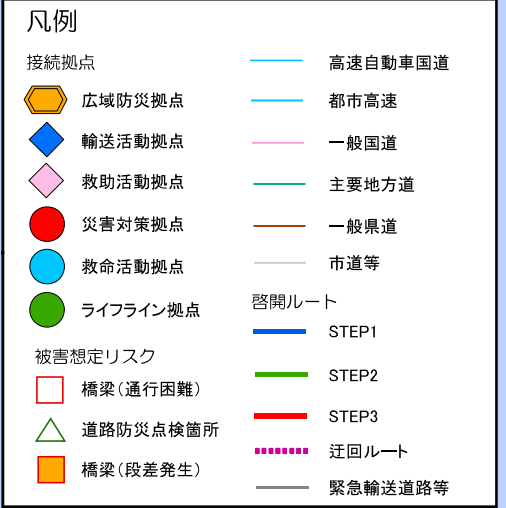 凡例
接続拠点
広域防災拠点
輸送活動拠点
救助活動拠点
災害対策拠点
救命活動拠点
ライフライン拠点
被害想定リスク
橋梁（通行困難）
道路防災点検箇所
橋梁（段差発生）
高速自動車国道
都市高速
一般国道
主要地方道
一般県道
市道等
啓開ルート
STEP1
STEP2
STEP3
迂回ルート
緊急輸送道路等